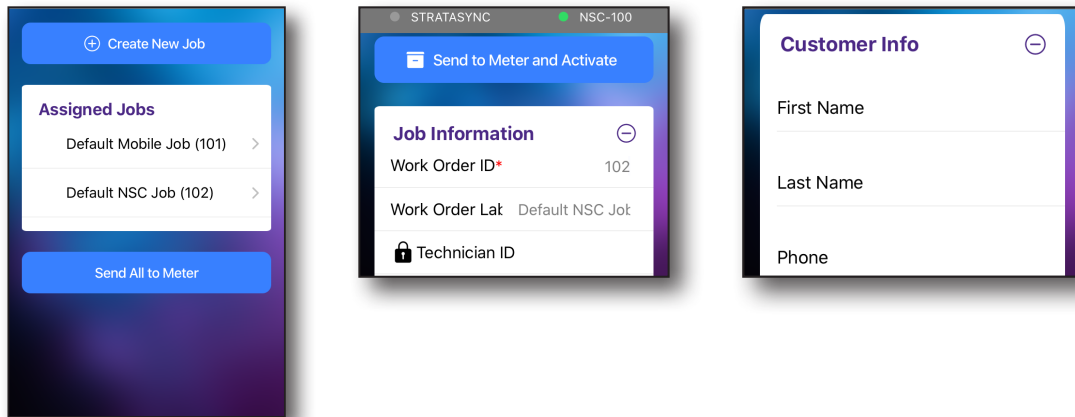 Create New Job
Assigned Jobs
Default Mobile Job (101)
Default NSC Job (102)
Send All to Meter
STRATASYNC NSC-100
Send to Meter and Activate
Job Information
Work Order ID* 102
Work Order Lab Default NSC Job
Technician ID
Customer Info
First Name
Last Name
Phone